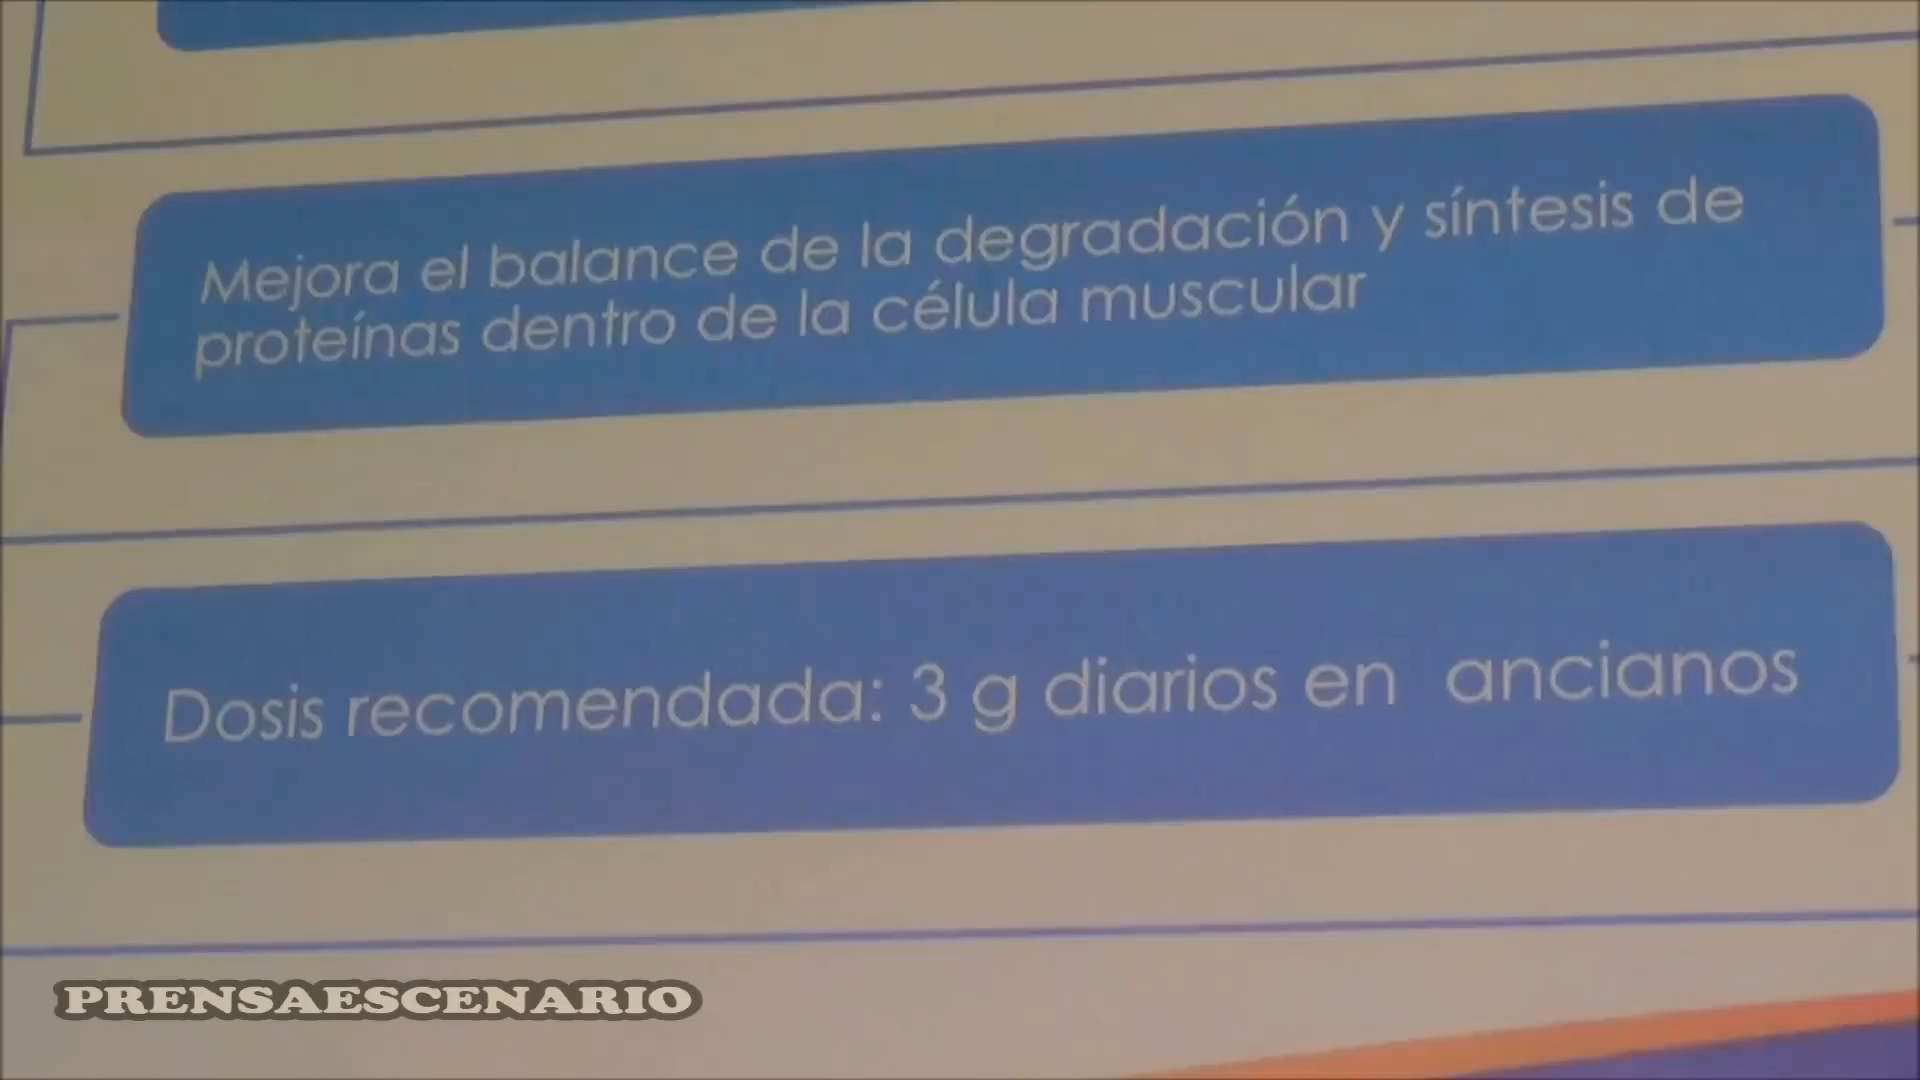 Mejora el balance de la degradación y síntesis de
proteínas dentro de la célula muscular
Dosis recomendada: 3 g diarios en ancianos
PRENSAESCENARIO